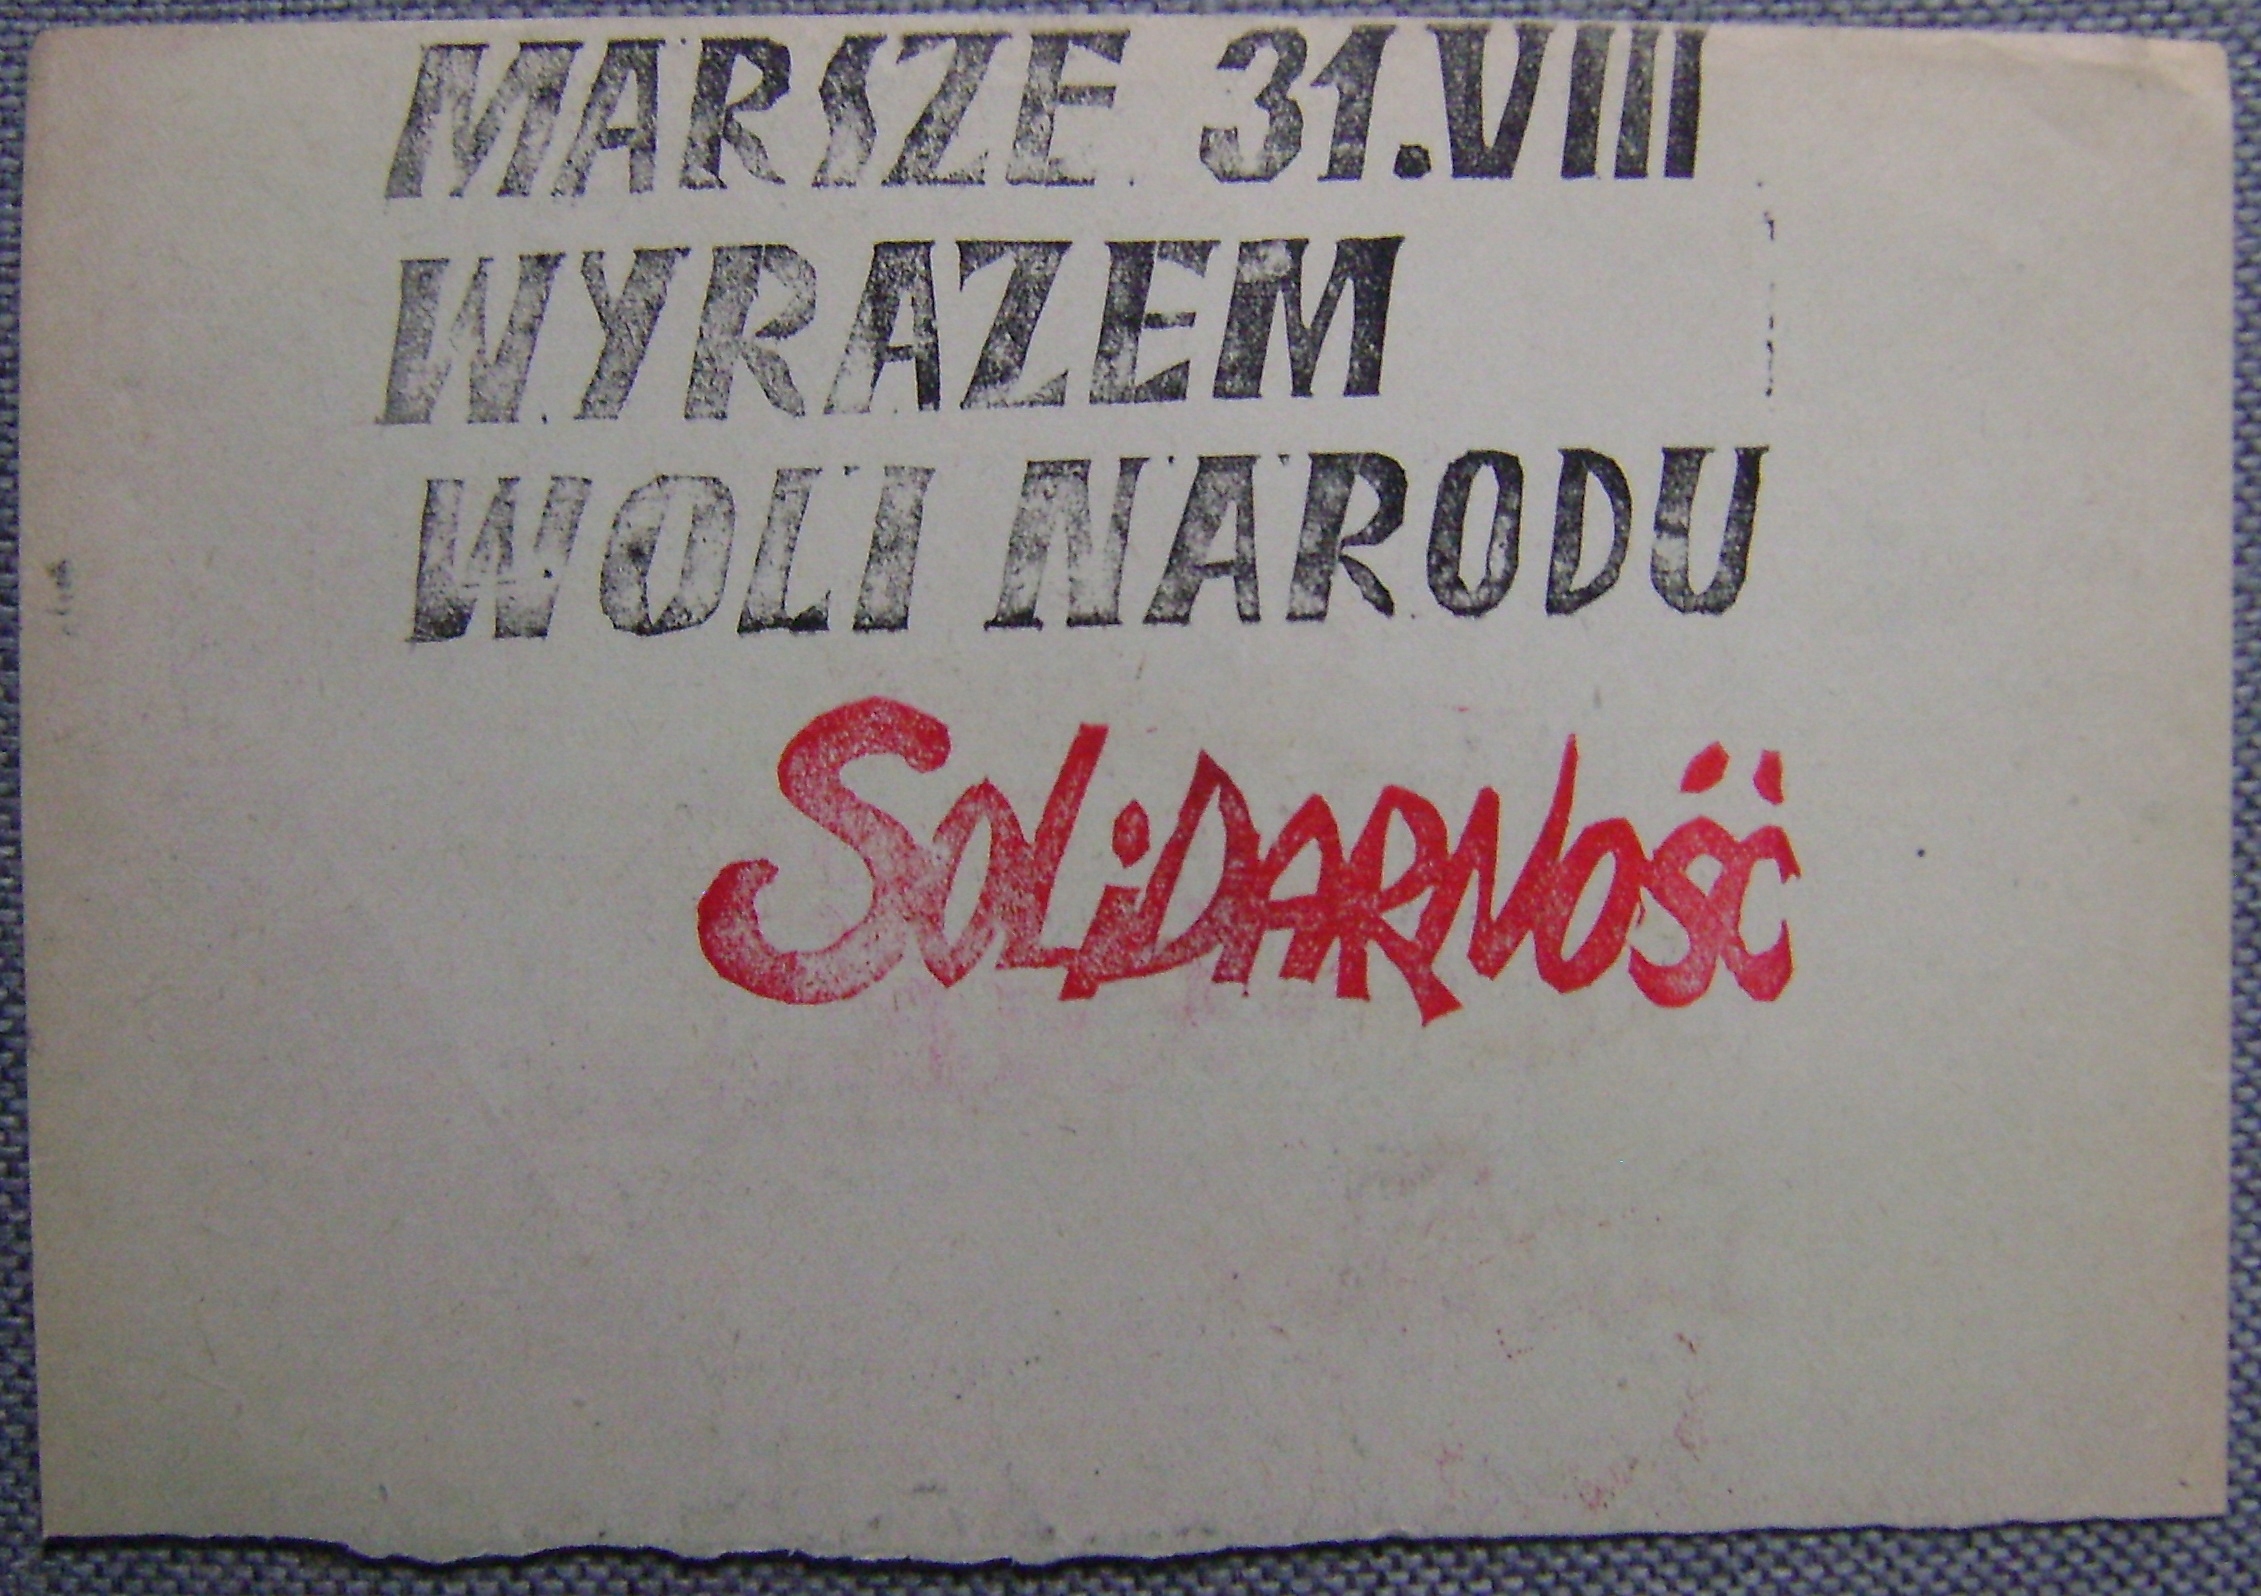 MARSZE 31.VIII
WYRAZEM
WOLI NARODU
SOLiDARNOŚĆ